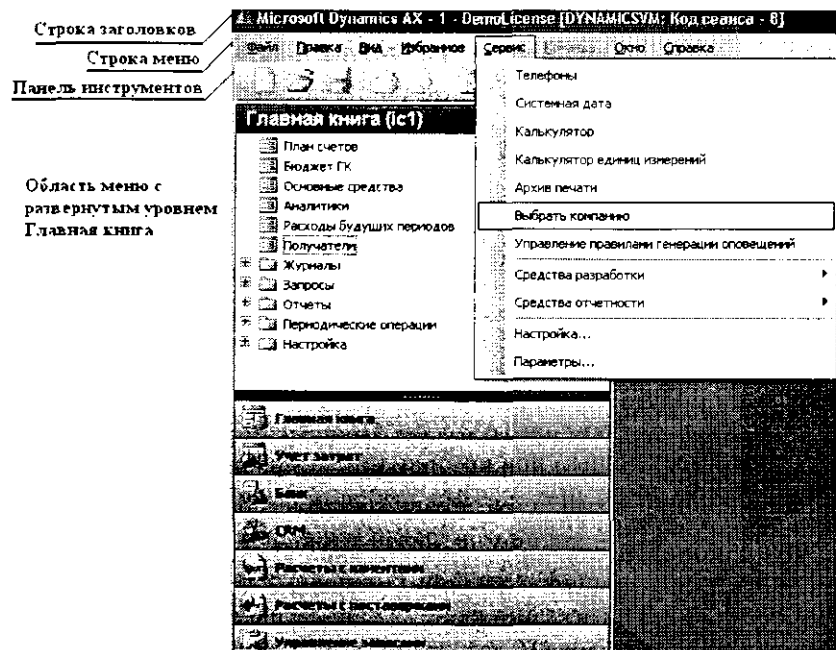 Строка заголовков
Microsoft Dynamics AX - 1 - DemoLicense [DYNAMICSVM: Код сеанса - 8]
Строка меню
Файл Правка Вид Избранное Сервис Окно Справка
Панель инструментов
Главная книга (ic1)
План счетов
Бюджет ГК
Основные средства
Аналитики
Расходы будущих периодов
Получатели
Журналы
Запросы
Отчеты
Периодические операции
Настройка
Область меню с
развернутым уровнем
Главная книга
Телефоны
Системная дата
Калькулятор
Калькулятор единиц измерений
Архив печати
Выбрать компанию
Управление правилами генерации оповещений
Средства разработки
Средства отчетности
Настройка...
Параметры...
Главная книга
Учет затрат
Банк
CRM
Расчеты с клиентами
Расчеты с поставщиками
Управление запасами